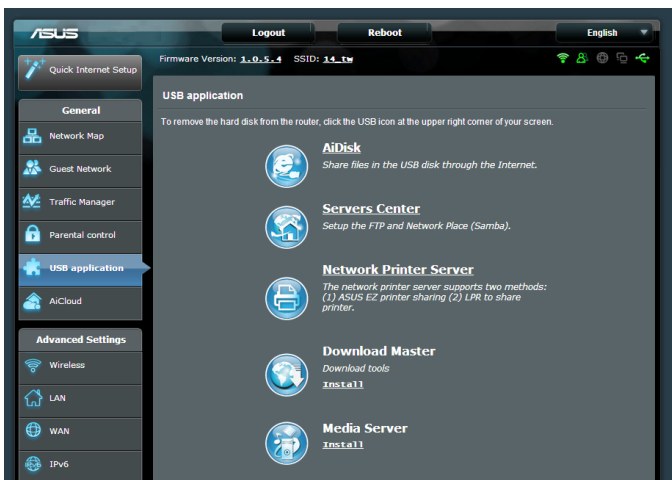 ASUS
Logout
Reboot
English
Quick Internet Setup
Firmware Version: 1.0.5.4 SSID: 14_tw
General
Network Map
Guest Network
Traffic Manager
Parental control
USB application
AiCloud
Advanced Settings
Wireless
LAN
WAN
IPv6
USB application
To remove the hard disk from the router, click the USB icon at the upper right corner of your screen.
AiDisk
Share files in the USB disk through the Internet.
Servers Center
Setup the FTP and Network Place (Samba).
Network Printer Server
The network printer server supports two methods:
(1) ASUS EZ printer sharing (2) LPR to share
printer.
Download Master
Download tools
Install
Media Server
Install